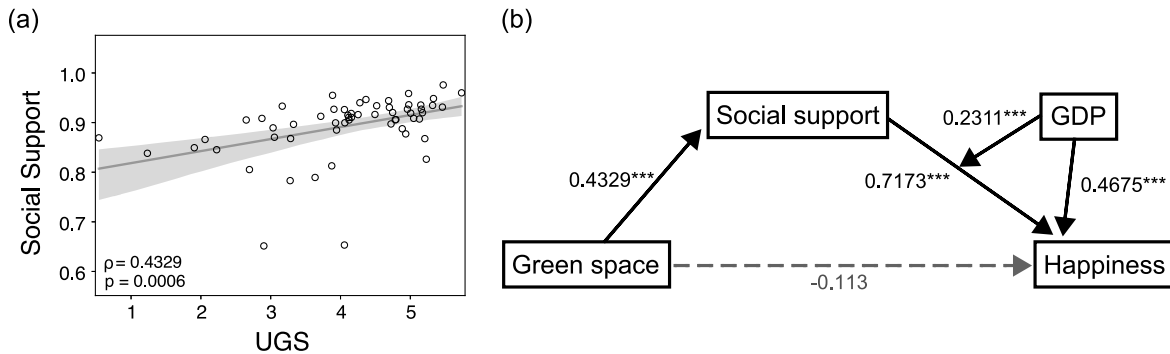 (a)
Social Support
1.0
0.9
0.8
0.7
0.6
ρ = 0.4329
p = 0.0006
1 2 3 4 5
UGS
(b)
Social support
GDP
0.2311***
0.4329***
0.7173***
0.4675***
Green space
Happiness
-0.113